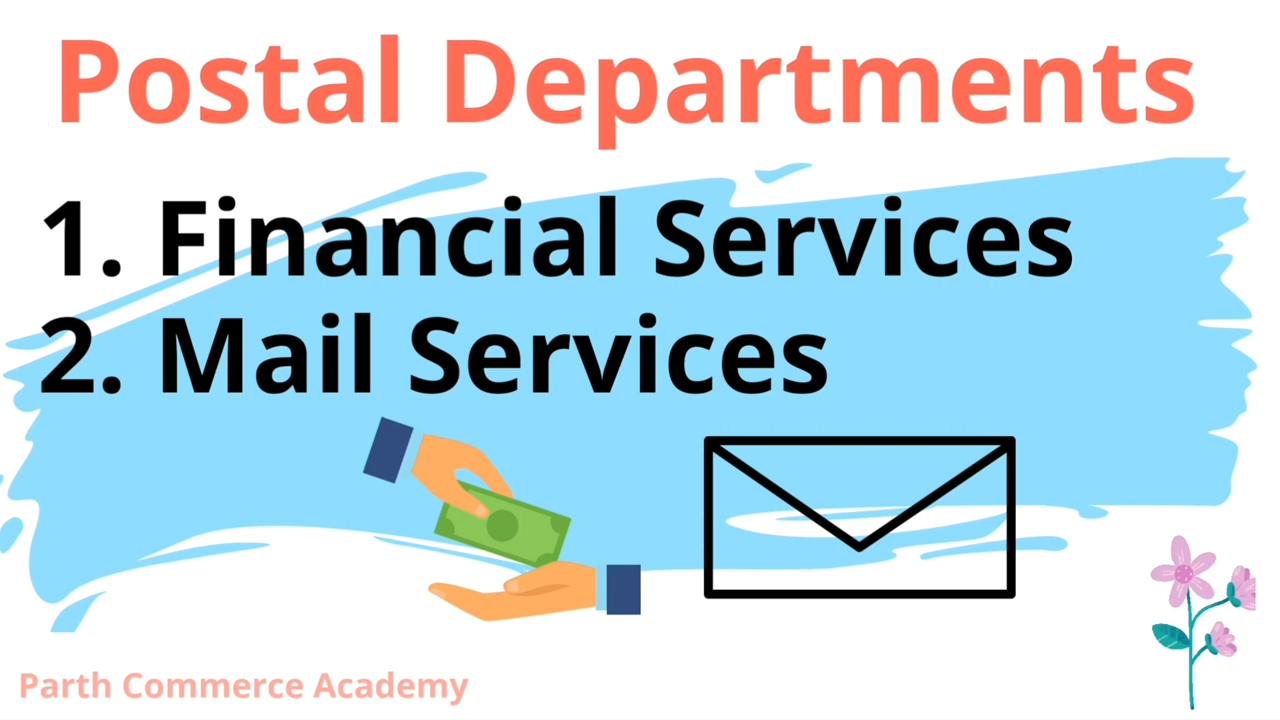 Postal Departments
1. Financial Services
2. Mail Services
Parth Commerce Academy